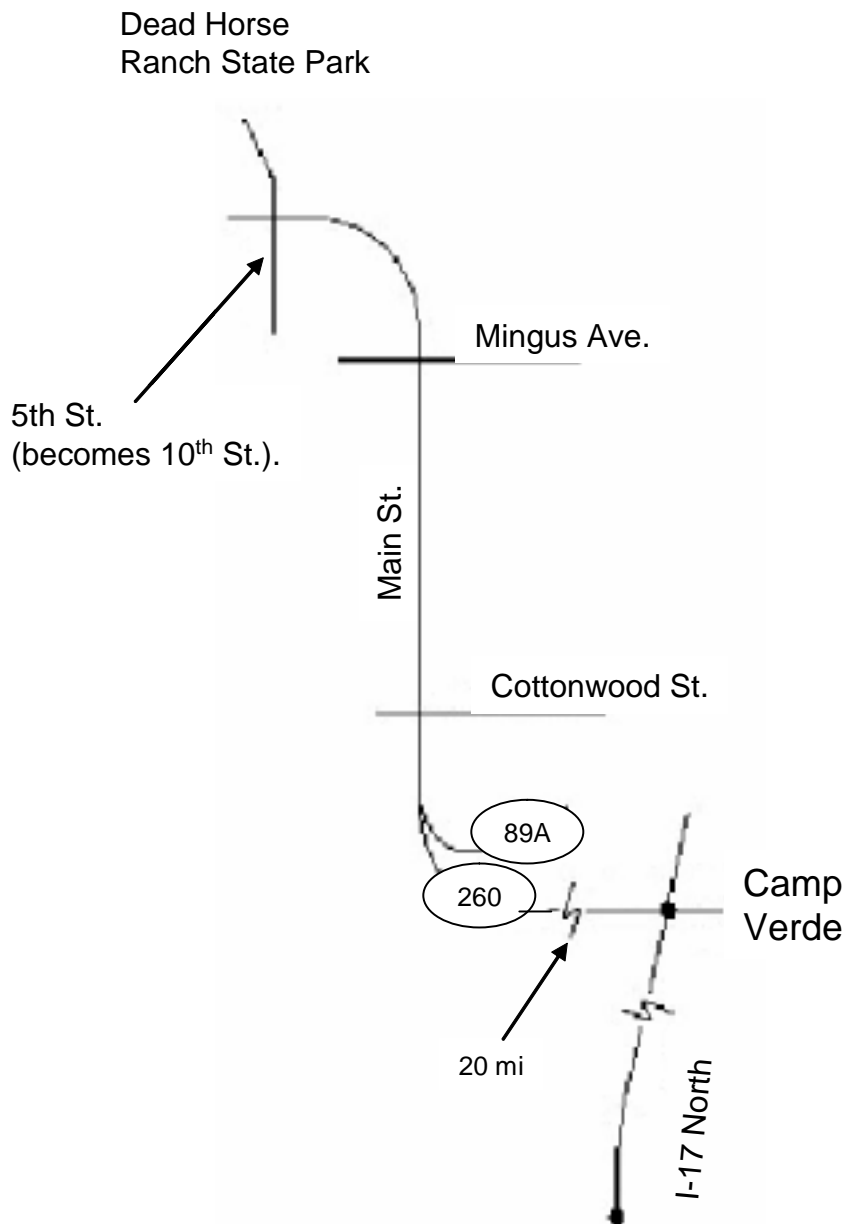 Dead Horse
Ranch State Park
Mingus Ave.
5th St.
(becomes 10th St.).
Main St.
Cottonwood St.
89A
260
Camp
Verde
20 mi
I-17 North